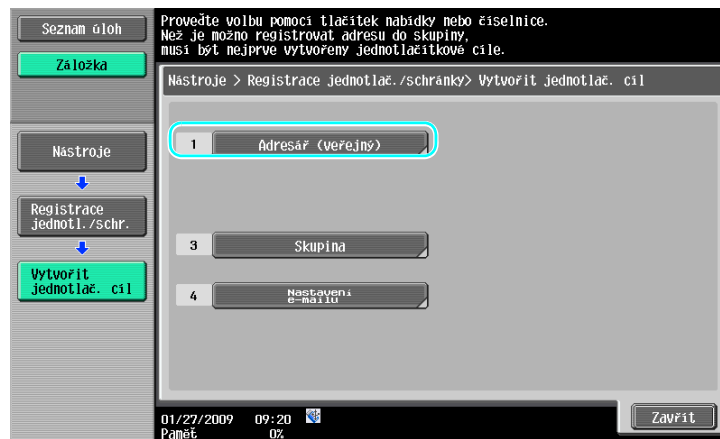 Seznam úloh
Záložka
Nástroje
Registrace
jednotl./schr.
Vytvořit
jednotlač. cíl
Proveďte volbu pomocí tlačítek nabídky nebo číselnice.
Než je možno registrovat adresu do skupiny,
musí být nejprve vytvořeny jednotlačítkové cíle.
Nástroje > Registrace jednotlač./schránky> Vytvořit jednotlač. cíl
1 Adresář (veřejný)
3 Skupina
4 Nastavení
e-mailu
01/27/2009 09:20
Paměť 0%
Zavřít